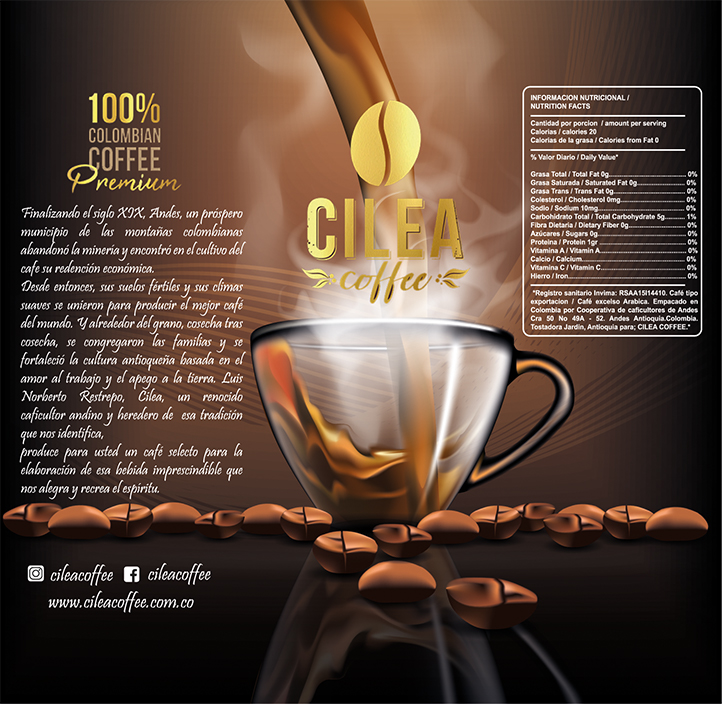 100%
COLOMBIAN
COFFEE
Premium
Finalizando el siglo XIX, Andes, un próspero
municipio de las montañas colombianas
abandonó la minería y encontró en el cultivo del
cafe su redención económica.
Desde entonces, sus suelos fértiles y sus climas
suaves se unieron para producir el mejor café
del mundo. Y alrededor del grano, cosecha tras
cosecha, se congregaron las familias y se
fortaleció la cultura antioqueña basada en el
amor al trabajo y el apego a la tierra. Luis
Norberto Restrepo, Cilea, un renocido
caficultor andino y heredero de esa tradición
que nos identifica,
produce para usted un café selecto para la
elaboración de esa bebida imprescindible que
nos alegra y recrea el espíritu.
cileacoffee cileacoffee
www.cileacoffee.com.co
CILEA
coffee
INFORMACION NUTRICIONAL /
NUTRITION FACTS
Cantidad por porcion / amount per serving
Calorias / calories 20
Calorias de la grasa / Calories from Fat 0
% Valor Diario / Daily Value*
Grasa Total / Total Fat 0g 0%
Grasa Saturada / Saturated Fat 0g 0%
Grasa Trans / Trans Fat 0g 0%
Colesterol / Cholesterol 0mg 0%
Sodio / Sodium 10mg 0%
Carbohidrato Total / Total Carbohydrate 5g 1%
Fibra Dietaria / Dietary Fiber 0g 0%
Azúcares / Sugars 0g 0%
Proteina / Protein 1gr 0%
Vitamina A / Vitamin A 0%
Calcio / Calcium 0%
Vitamina C / Vitamin C 0%
Hierro / Iron 0%
*Registro sanitario Invima: RSAA15I14410. Café tipo
exportacion / Café excelso Arabica. Empacado en
Colombia por Cooperativa de caficultores de Andes
Cra 50 No 49A - 52. Andes Antioquia.Colombia.
Tostadora Jardín, Antioquia para; CILEA COFFEE.*